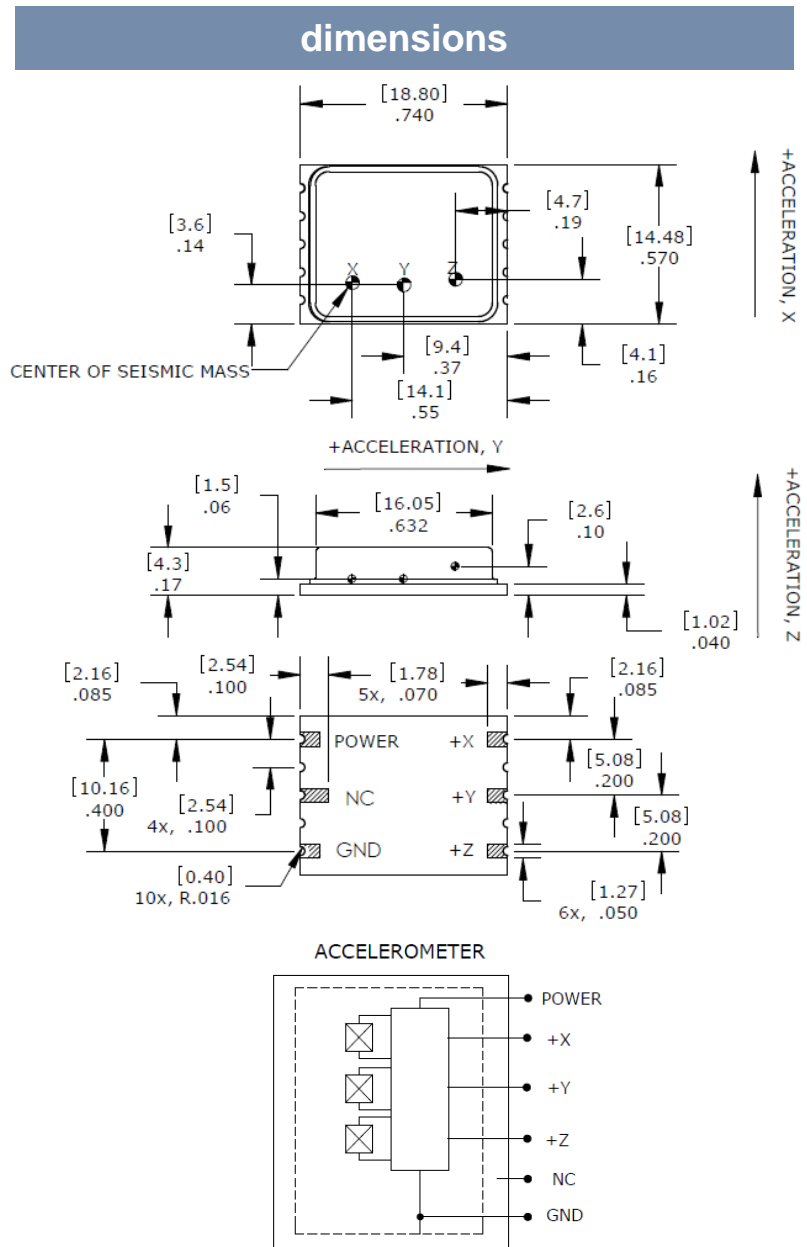 dimensions
[18.80]
.740
+ACCELERATION, X
[4.7]
.19
[3.6]
.14
[14.48]
.570
X Y Z
[9.4]
.37
[4.1]
.16
CENTER OF SEISMIC MASS
[14.1]
.55
+ACCELERATION, Y
+ACCELERATION, Z
[1.5]
.06
[16.05]
.632
[2.6]
.10
[4.3]
.17
[1.02]
.040
[2.16]
.085
[2.54]
.100
[1.78]
5x, .070
[2.16]
.085
POWER +X
[5.08]
.200
[10.16]
.400
NC +Y
[2.54]
4x, .100
[5.08]
.200
GND +Z
[0.40]
10x, R.016
[1.27]
6x, .050
ACCELEROMETER
POWER
+X
+Y
+Z
NC
GND